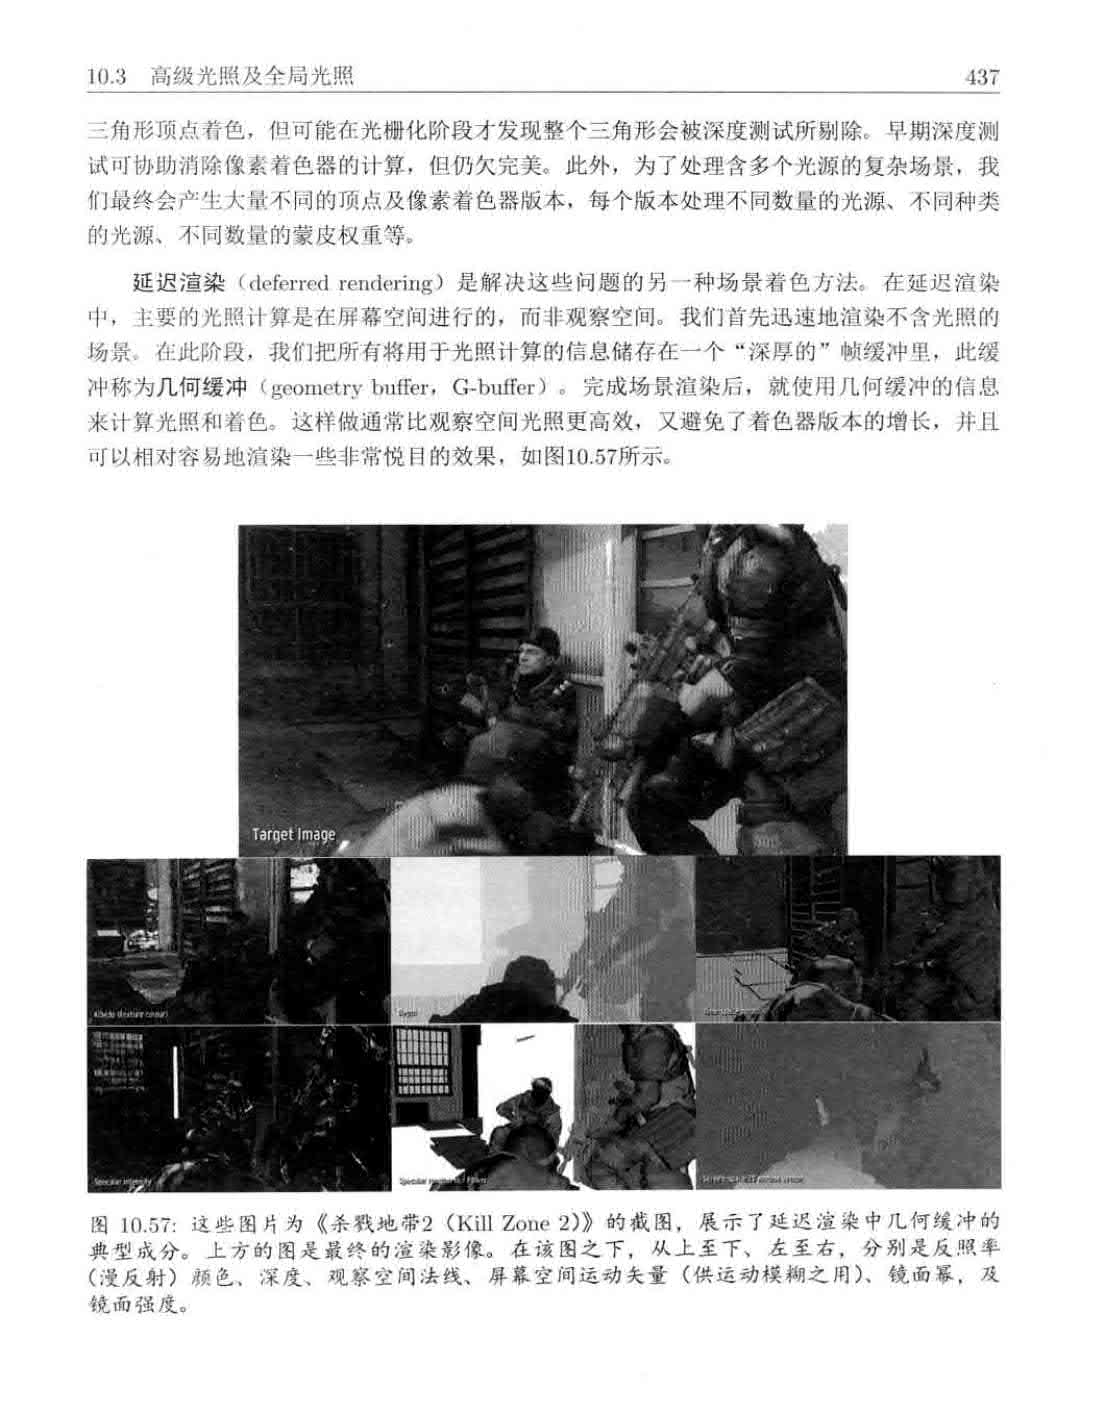 10.3 高级光照及全局光照 437
三角形顶点着色，但可能在光栅化阶段才发现整个三角形会被深度测试所剔除。早期深度测
试可协助消除像素着色器的计算，但仍欠完美。此外，为了处理含多个光源的复杂场景，我
们最终会产生大量不同的顶点及像素着色器版本，每个版本处理不同数量的光源、不同种类
的光源、不同数量的蒙皮权重等。
延迟渲染（deferred rendering）是解决这些问题的另一种场景着色方法。在延迟渲染
中，主要的光照计算是在屏幕空间进行的，而非观察空间。我们首先迅速地渲染不含光照的
场景。在此阶段，我们把所有将用于光照计算的信息储存在一个“深厚的”帧缓冲里，此缓
冲称为几何缓冲（geometry buffer，G-buffer）。完成场景渲染后，就使用几何缓冲的信息
来计算光照和着色。这样做通常比观察空间光照更高效，又避免了着色器版本的增长，并且
可以相对容易地渲染一些非常悦目的效果，如图10.57所示。
Target Image
Albedo (texture colour)
Depth
Specular intensity
图 10.57: 这些图片为《杀戮地带2（Kill Zone 2）》的截图，展示了延迟渲染中几何缓冲的
典型成分。上方的图是最终的渲染影像。在该图之下，从上至下、左至右，分别是反照率
（漫反射）颜色、深度、观察空间法线、屏幕空间运动矢量（供运动模糊之用）、镜面幂，及
镜面强度。